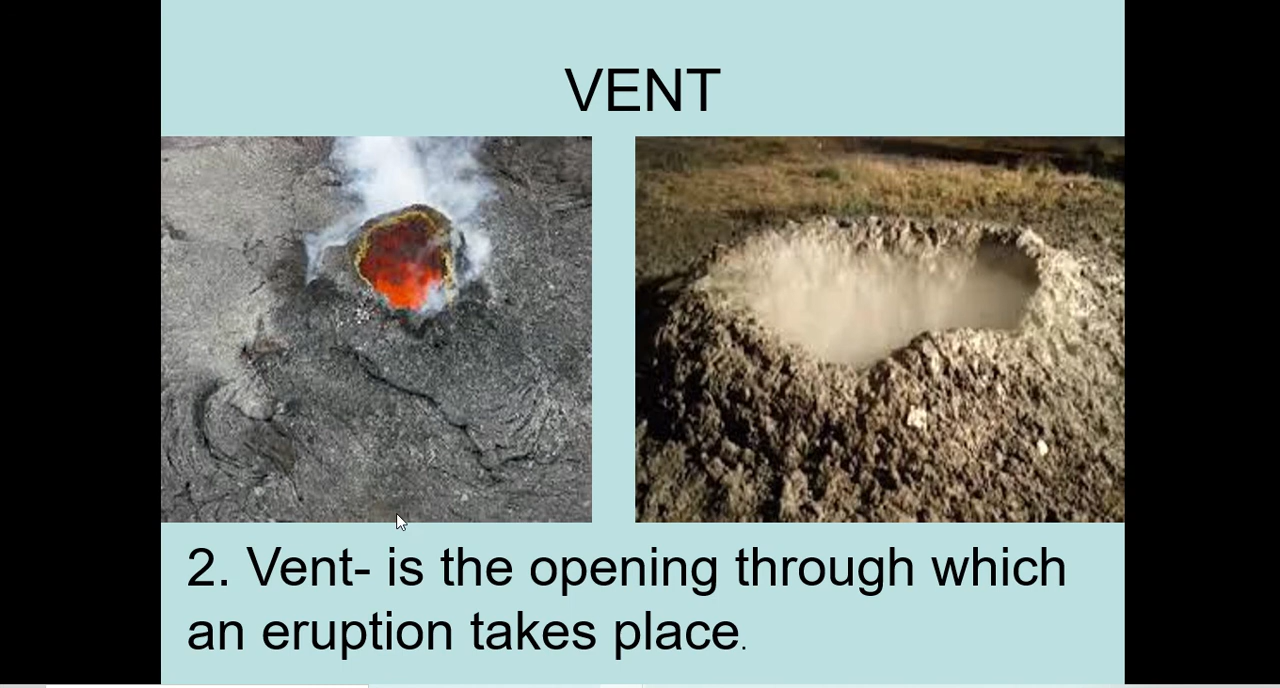 VENT
2. Vent- is the opening through which
an eruption takes place.